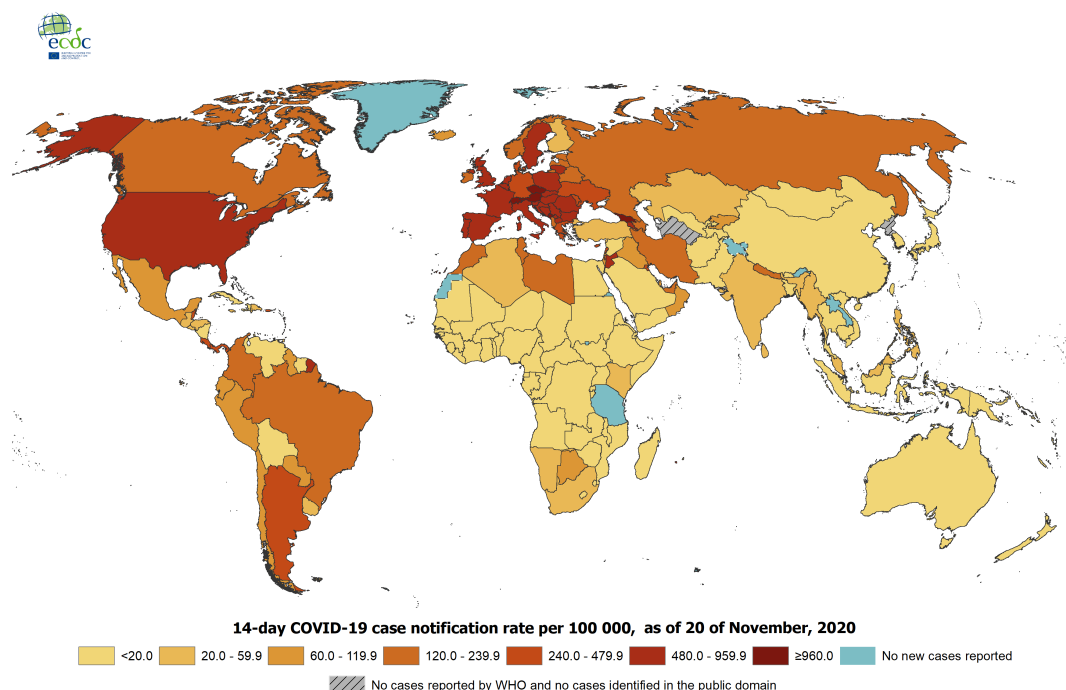 ecdc
14-day COVID-19 case notification rate per 100 000, as of 20 of November, 2020
<20.0 20.0 - 59.9 60.0 - 119.9 120.0 - 239.9 240.0 - 479.9 480.0 - 959.9 ≥960.0 No new cases reported
No cases reported by WHO and no cases identified in the public domain